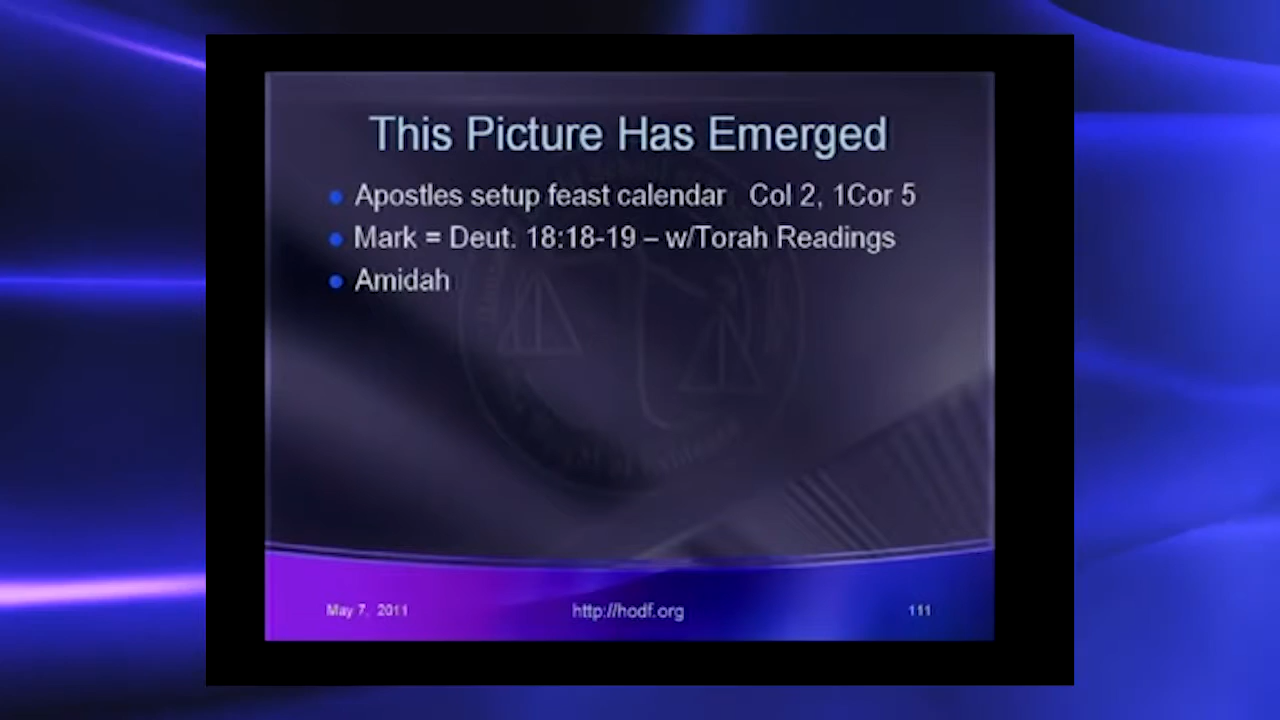 This Picture Has Emerged
Apostles setup feast calendar Col 2, 1Cor 5
Mark = Deut. 18:18-19 – w/Torah Readings
Amidah
May 7, 2011
http://hodf.org
111